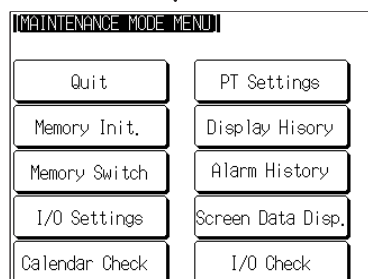 [MAINTENANCE MODE MENU]
Quit
PT Settings
Memory Init.
Display Hisory
Memory Switch
Alarm History
I/O Settings
Screen Data Disp.
Calendar Check
I/O Check